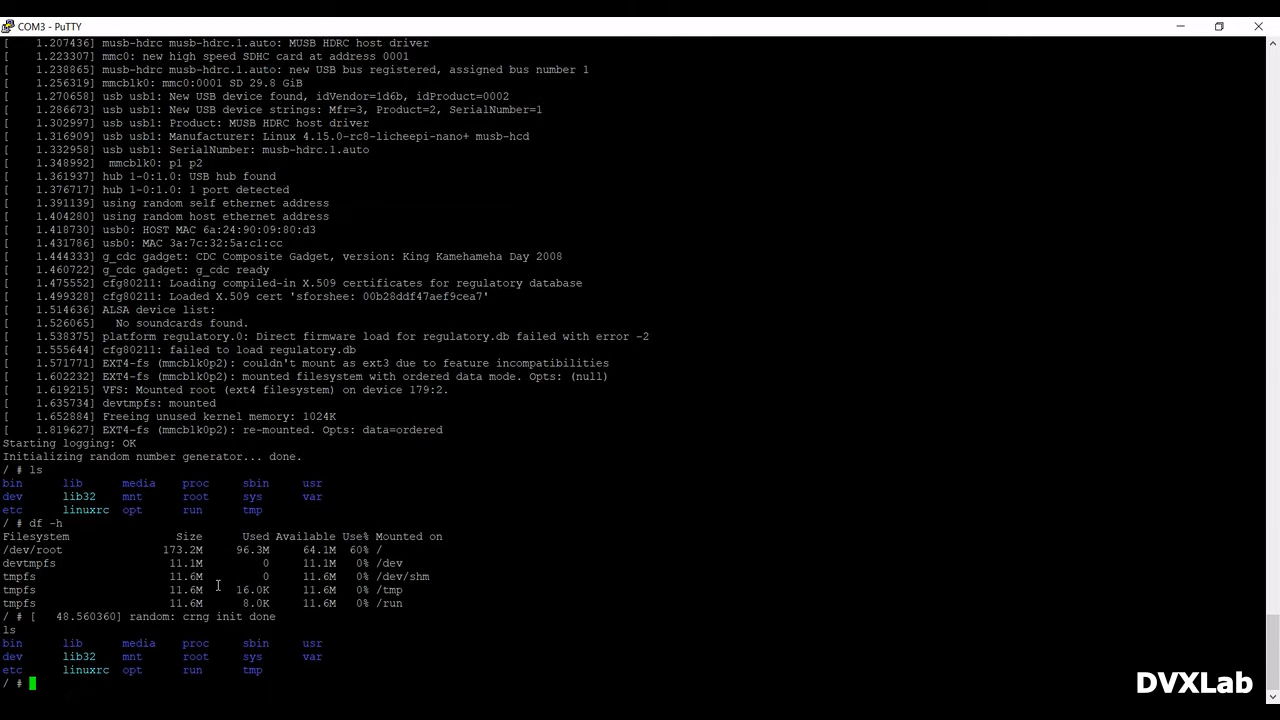 COM3 - PuTTY
[    1.207436] musb-hdrc musb-hdrc.1.auto: MUSB HDRC host driver
[    1.223307] mmc0: new high speed SDHC card at address 0001
[    1.238865] musb-hdrc musb-hdrc.1.auto: new USB bus registered, assigned bus number 1
[    1.256319] mmcblk0: mmc0:0001 SD 29.8 GiB
[    1.270658] usb usb1: New USB device found, idVendor=1d6b, idProduct=0002
[    1.286673] usb usb1: New USB device strings: Mfr=3, Product=2, SerialNumber=1
[    1.302997] usb usb1: Product: MUSB HDRC host driver
[    1.316909] usb usb1: Manufacturer: Linux 4.15.0-rc8-licheepi-nano+ musb-hcd
[    1.332958] usb usb1: SerialNumber: musb-hdrc.1.auto
[    1.348992]  mmcblk0: p1 p2
[    1.361937] hub 1-0:1.0: USB hub found
[    1.376717] hub 1-0:1.0: 1 port detected
[    1.391139] using random self ethernet address
[    1.404280] using random host ethernet address
[    1.418730] usb0: HOST MAC 6a:24:90:09:80:d3
[    1.431786] usb0: MAC 3a:7c:32:5a:c1:cc
[    1.444333] g_cdc gadget: CDC Composite Gadget, version: King Kamehameha Day 2008
[    1.460722] g_cdc gadget: g_cdc ready
[    1.475552] cfg80211: Loading compiled-in X.509 certificates for regulatory database
[    1.499328] cfg80211: Loaded X.509 cert 'sforshee: 00b28ddf47aef9cea7'
[    1.514636] ALSA device list:
[    1.526065]   No soundcards found.
[    1.538375] platform regulatory.0: Direct firmware load for regulatory.db failed with error -2
[    1.555644] cfg80211: failed to load regulatory.db
[    1.571771] EXT4-fs (mmcblk0p2): couldn't mount as ext3 due to feature incompatibilities
[    1.602232] EXT4-fs (mmcblk0p2): mounted filesystem with ordered data mode. Opts: (null)
[    1.619215] VFS: Mounted root (ext4 filesystem) on device 179:2.
[    1.635734] devtmpfs: mounted
[    1.652884] Freeing unused kernel memory: 1024K
[    1.819627] EXT4-fs (mmcblk0p2): re-mounted. Opts: data=ordered
Starting logging: OK
Initializing random number generator... done.
/ # ls
bin      lib      media    proc     sbin     usr
dev      lib32    mnt      root     sys      var
etc      linuxrc  opt      run      tmp
/ # df -h
Filesystem                Size      Used Available Use% Mounted on
/dev/root               173.2M     96.3M     64.1M  60% /
devtmpfs                 11.1M         0     11.1M   0% /dev
tmpfs                    11.6M         0     11.6M   0% /dev/shm
tmpfs                    11.6M     16.0K     11.6M   0% /tmp
tmpfs                    11.6M      8.0K     11.6M   0% /run
/ # [   48.560360] random: crng init done
ls
bin      lib      media    proc     sbin     usr
dev      lib32    mnt      root     sys      var
etc      linuxrc  opt      run      tmp
/ #
DVXLab